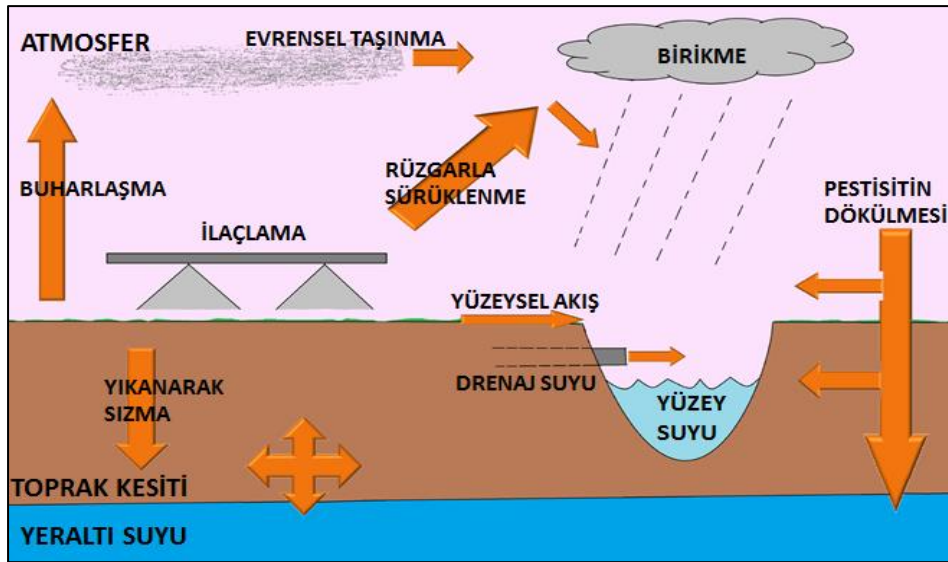 ATMOSFER
EVRENSEL TAŞINMA
BİRİKME
BUHARLAŞMA
RÜZGARLA
SÜRÜKLENME
PESTİSİTİN
DÖKÜLMESİ
İLAÇLAMA
YÜZEYSEL AKIŞ
DRENAJ SUYU
YIKANARAK
SIZMA
YÜZEY
SUYU
TOPRAK KESİTİ
YERALTI SUYU